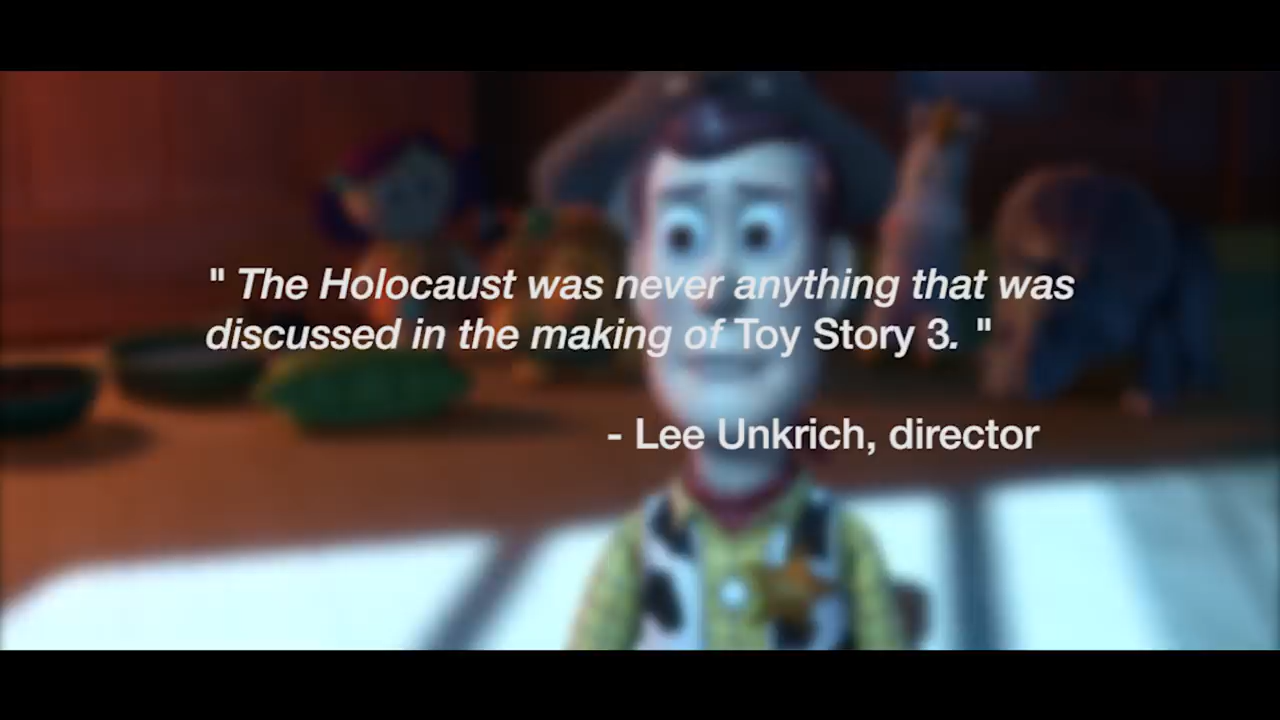 " The Holocaust was never anything that was
discussed in the making of Toy Story 3. "
- Lee Unkrich, director